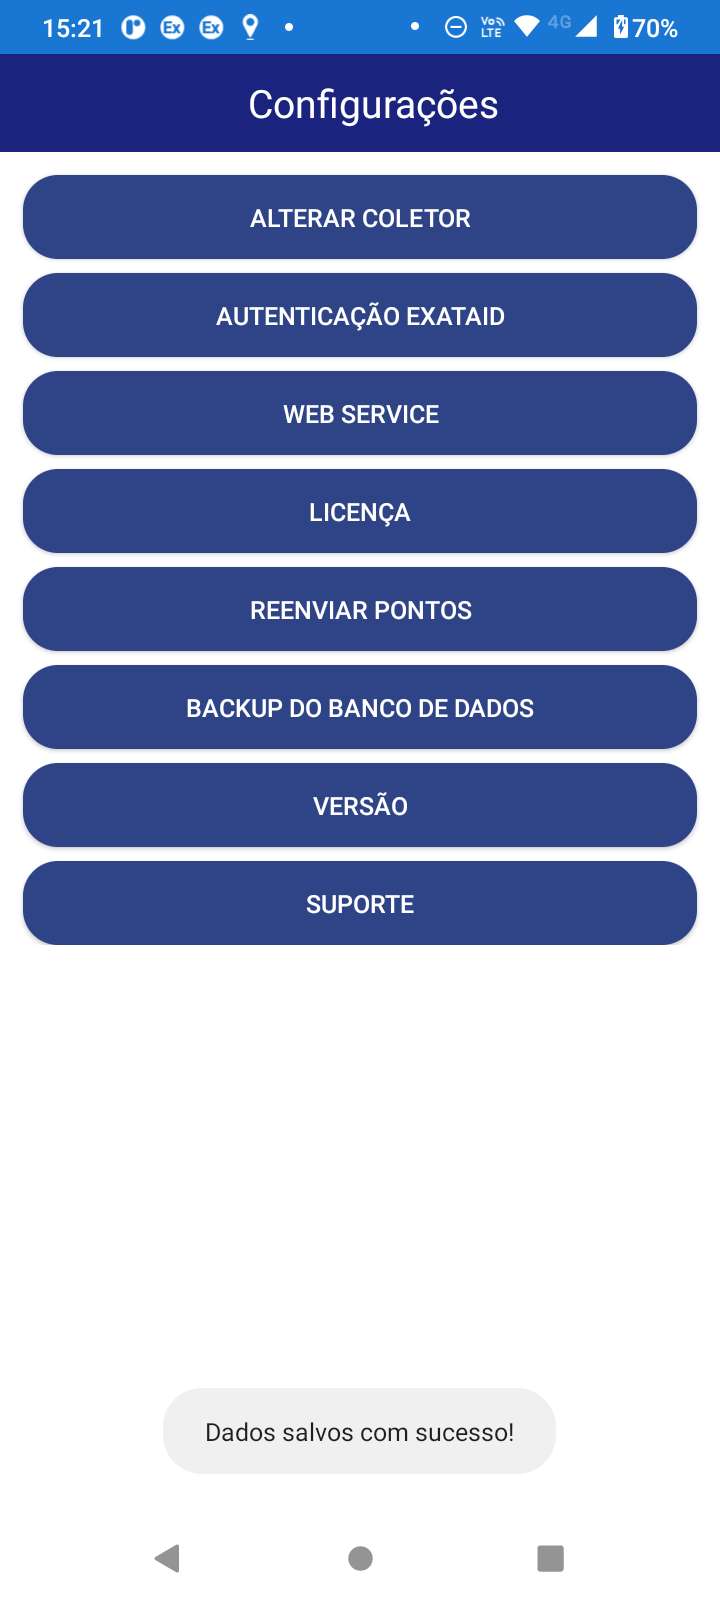 15:21 Ex Ex Vo LTE 4G 70%
Configurações
ALTERAR COLETOR
AUTENTICAÇÃO EXATAID
WEB SERVICE
LICENÇA
REENVIAR PONTOS
BACKUP DO BANCO DE DADOS
VERSÃO
SUPORTE
Dados salvos com sucesso!